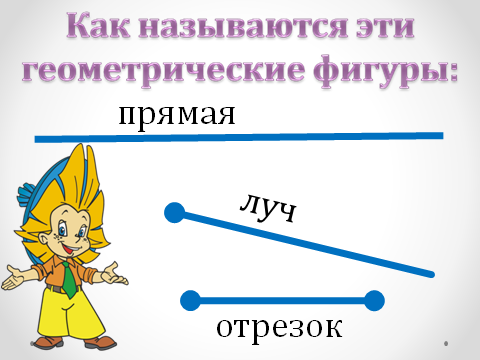 Как называются эти
геометрические фигуры:
прямая
луч
отрезок